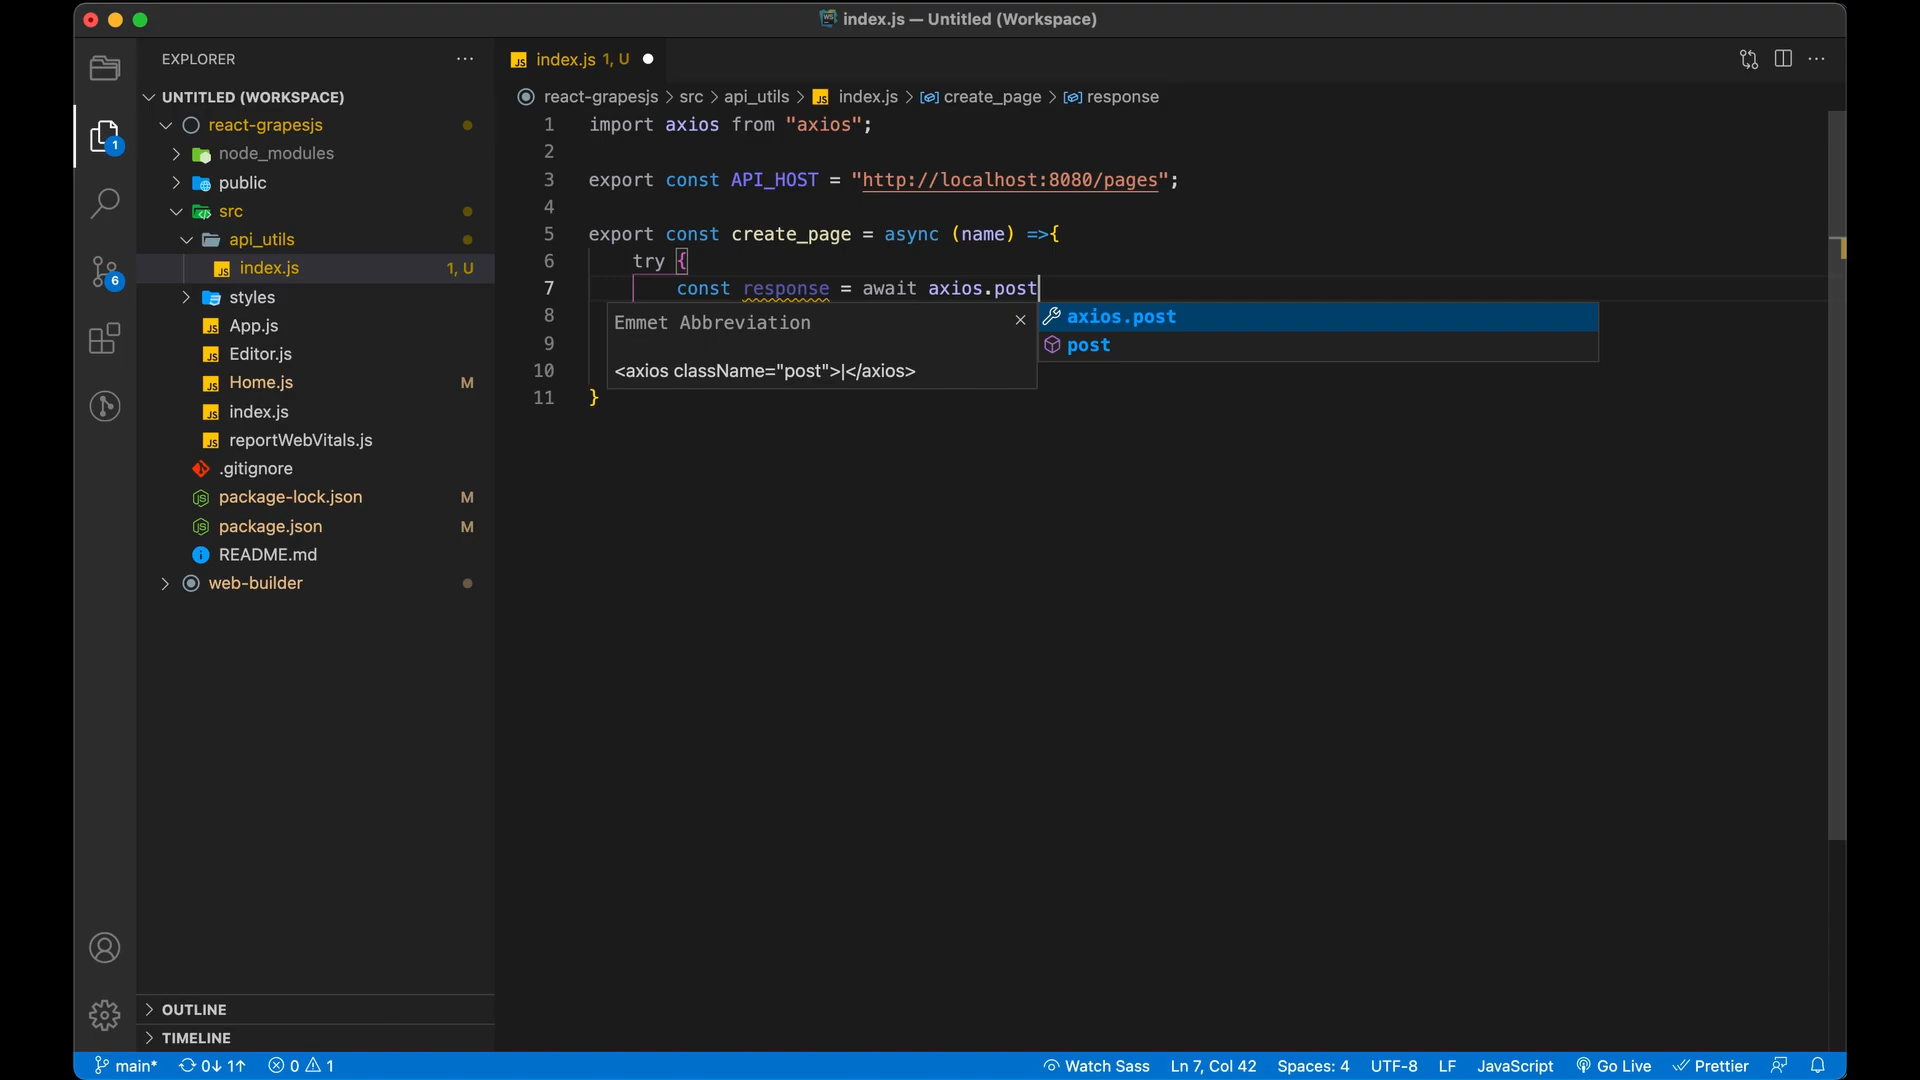 index.js — Untitled (Workspace)
EXPLORER
UNTITLED (WORKSPACE)
react-grapesjs
node_modules
public
src
api_utils
index.js 1, U
styles
App.js
Editor.js
Home.js M
index.js
reportWebVitals.js
.gitignore
package-lock.json M
package.json M
README.md
web-builder
OUTLINE
TIMELINE
1
6
index.js 1, U
react-grapesjs > src > api_utils > index.js > create_page > response
1 import axios from "axios";
2
3 export const API_HOST = "http://localhost:8080/pages";
4
5 export const create_page = async (name) =>{
6 try {
7 const response = await axios.post
8
9
10
11 }
Emmet Abbreviation
<axios className="post">|</axios>
axios.post
post
main* 0↓ 1↑ 0 1 Watch Sass Ln 7, Col 42 Spaces: 4 UTF-8 LF JavaScript Go Live Prettier